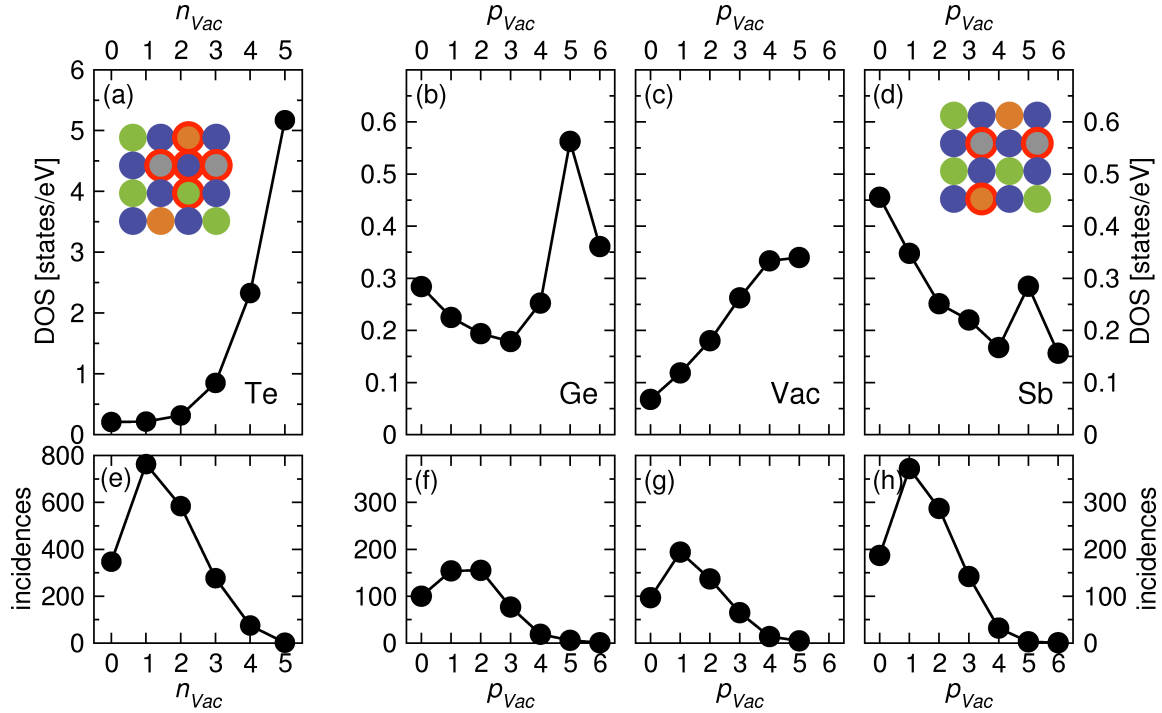 n_Vac p_Vac p_Vac p_Vac
0 1 2 3 4 5 0 1 2 3 4 5 6 0 1 2 3 4 5 6 0 1 2 3 4 5 6
6
5
4
3
2
1
0
DOS [states/eV]
(a)
Te
0.6
0.5
0.4
0.3
0.2
0.1
0
(b)
Ge
(c)
Vac
(d)
Sb
0.6
0.5
0.4
0.3
0.2
0.1
0
DOS [states/eV]
800
600
400
200
0
incidences
(e)
300
200
100
0
(f)
(g)
(h)
300
200
100
0
incidences
0 1 2 3 4 5 0 1 2 3 4 5 6 0 1 2 3 4 5 6 0 1 2 3 4 5 6
n_Vac p_Vac p_Vac p_Vac